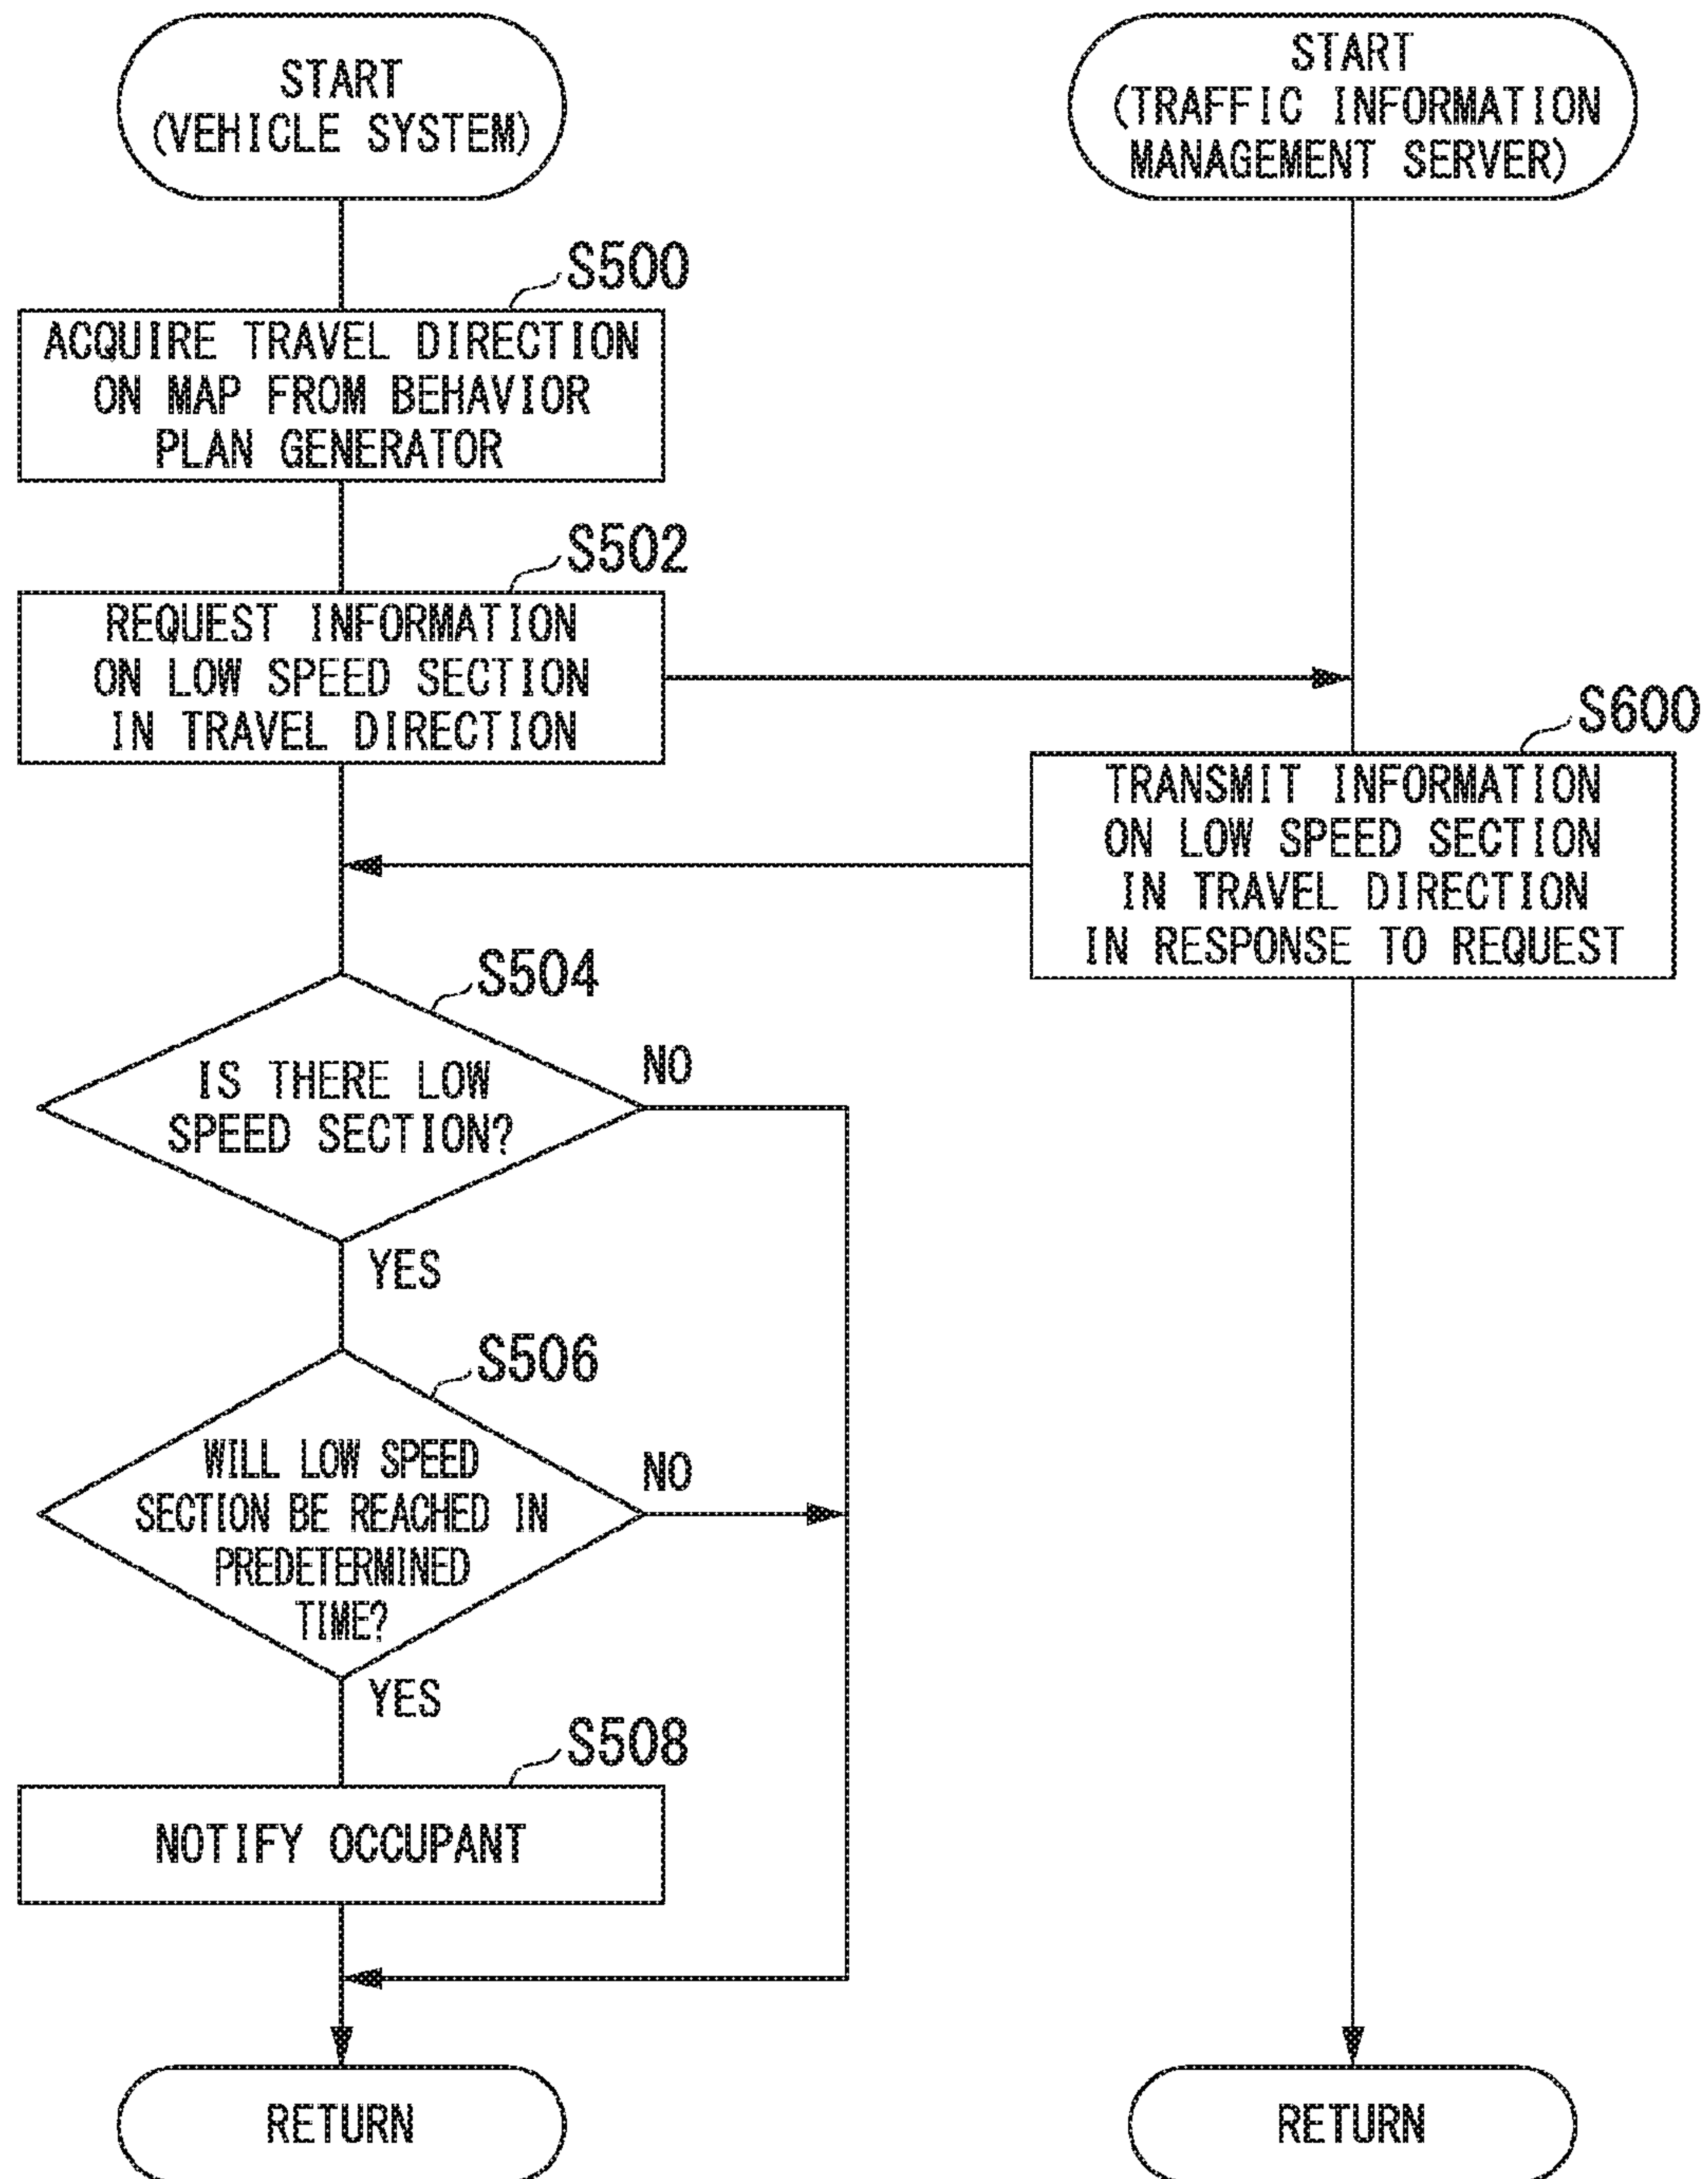 START
(VEHICLE SYSTEM)
START
(TRAFFIC INFORMATION
MANAGEMENT SERVER)
S500
ACQUIRE TRAVEL DIRECTION
ON MAP FROM BEHAVIOR
PLAN GENERATOR
S502
REQUEST INFORMATION
ON LOW SPEED SECTION
IN TRAVEL DIRECTION
S600
TRANSMIT INFORMATION
ON LOW SPEED SECTION
IN TRAVEL DIRECTION
IN RESPONSE TO REQUEST
S504
IS THERE LOW
SPEED SECTION?
NO
YES
S506
WILL LOW SPEED
SECTION BE REACHED IN
PREDETERMINED
TIME?
NO
YES
S508
NOTIFY OCCUPANT
RETURN
RETURN